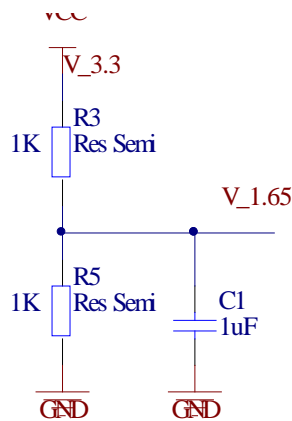 VCC
V_3.3
R3
1K Res Semi
V_1.65
R5
1K Res Semi
C1
1uF
GND
GND